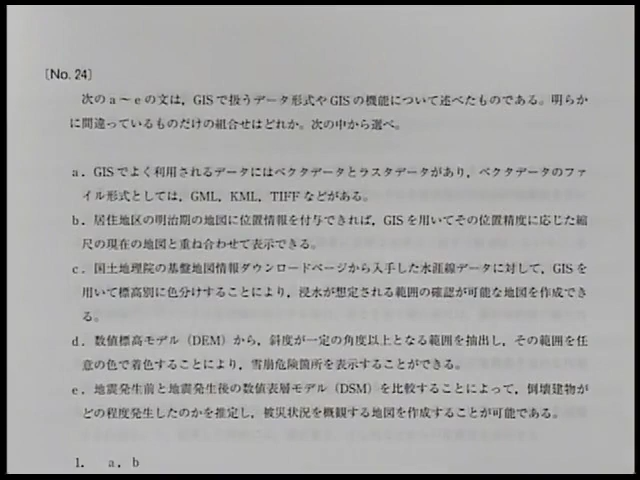 〔No. 24〕
次のa～eの文は，GISで扱うデータ形式やGISの機能について述べたものである。明らか
に間違っているものだけの組合せはどれか。次の中から選べ。
a．GISでよく利用されるデータにはベクタデータとラスタデータがあり，ベクタデータのファ
イル形式としては，GML，KML，TIFFなどがある。
b．居住地区の明治期の地図に位置情報を付与できれば，GISを用いてその位置精度に応じた縮
尺の現在の地図と重ね合わせて表示できる。
c．国土地理院の基盤地図情報ダウンロードページから入手した水涯線データに対して，GISを
用いて標高別に色分けすることにより，浸水が想定される範囲の確認が可能な地図を作成でき
る。
d．数値標高モデル（DEM）から，斜度が一定の角度以上となる範囲を抽出し，その範囲を任
意の色で着色することにより，雪崩危険箇所を表示することができる。
e．地震発生前と地震発生後の数値表層モデル（DSM）を比較することによって，倒壊建物が
どの程度発生したのかを推定し，被災状況を概観する地図を作成することが可能である。
1． a，b